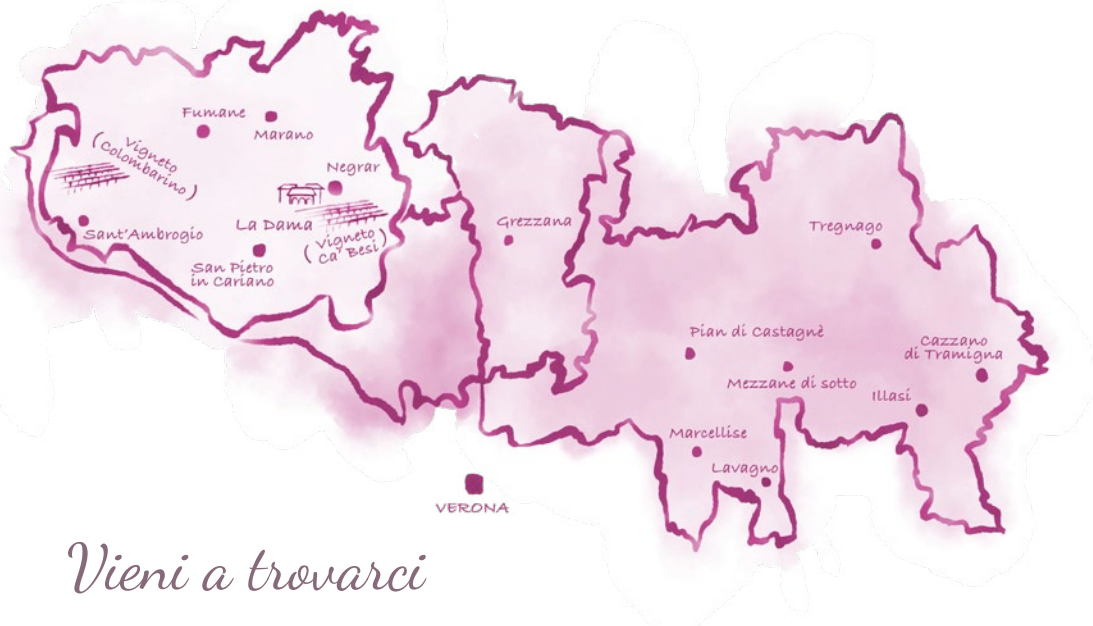 Fumane
Marano
(Vigneto
Colombarino)
Negrar
La Dama
Sant'Ambrogio
(Vigneto
Ca' Besi)
San Pietro
in Cariano
Grezzana
Tregnago
Pian di Castagnè
Cazzano
di Tramigna
Mezzane di sotto
Illasi
Marcellise
Lavagno
VERONA
Vieni a trovarci